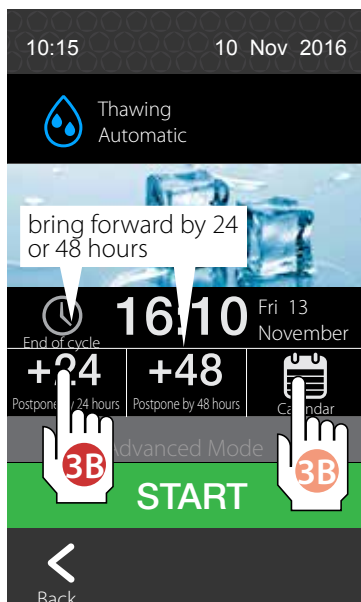 10:15 10 Nov 2016
Thawing
Automatic
bring forward by 24
or 48 hours
End of cycle
16:10
Fri 13
November
+24
+48
Postpone by 24 hours
Postpone by 48 hours
Calendar
Advanced Mode
3B
3B
START
Back